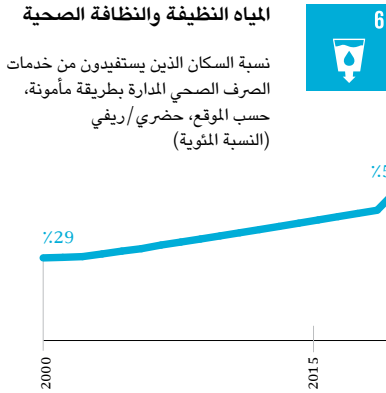 المياه النظيفة والنظافة الصحية
6
نسبة السكان الذين يستفيدون من خدمات
الصرف الصحي المدارة بطريقة مأمونة،
حسب الموقع، حضري/ريفي
(النسبة المئوية)
٪29
2000
2015